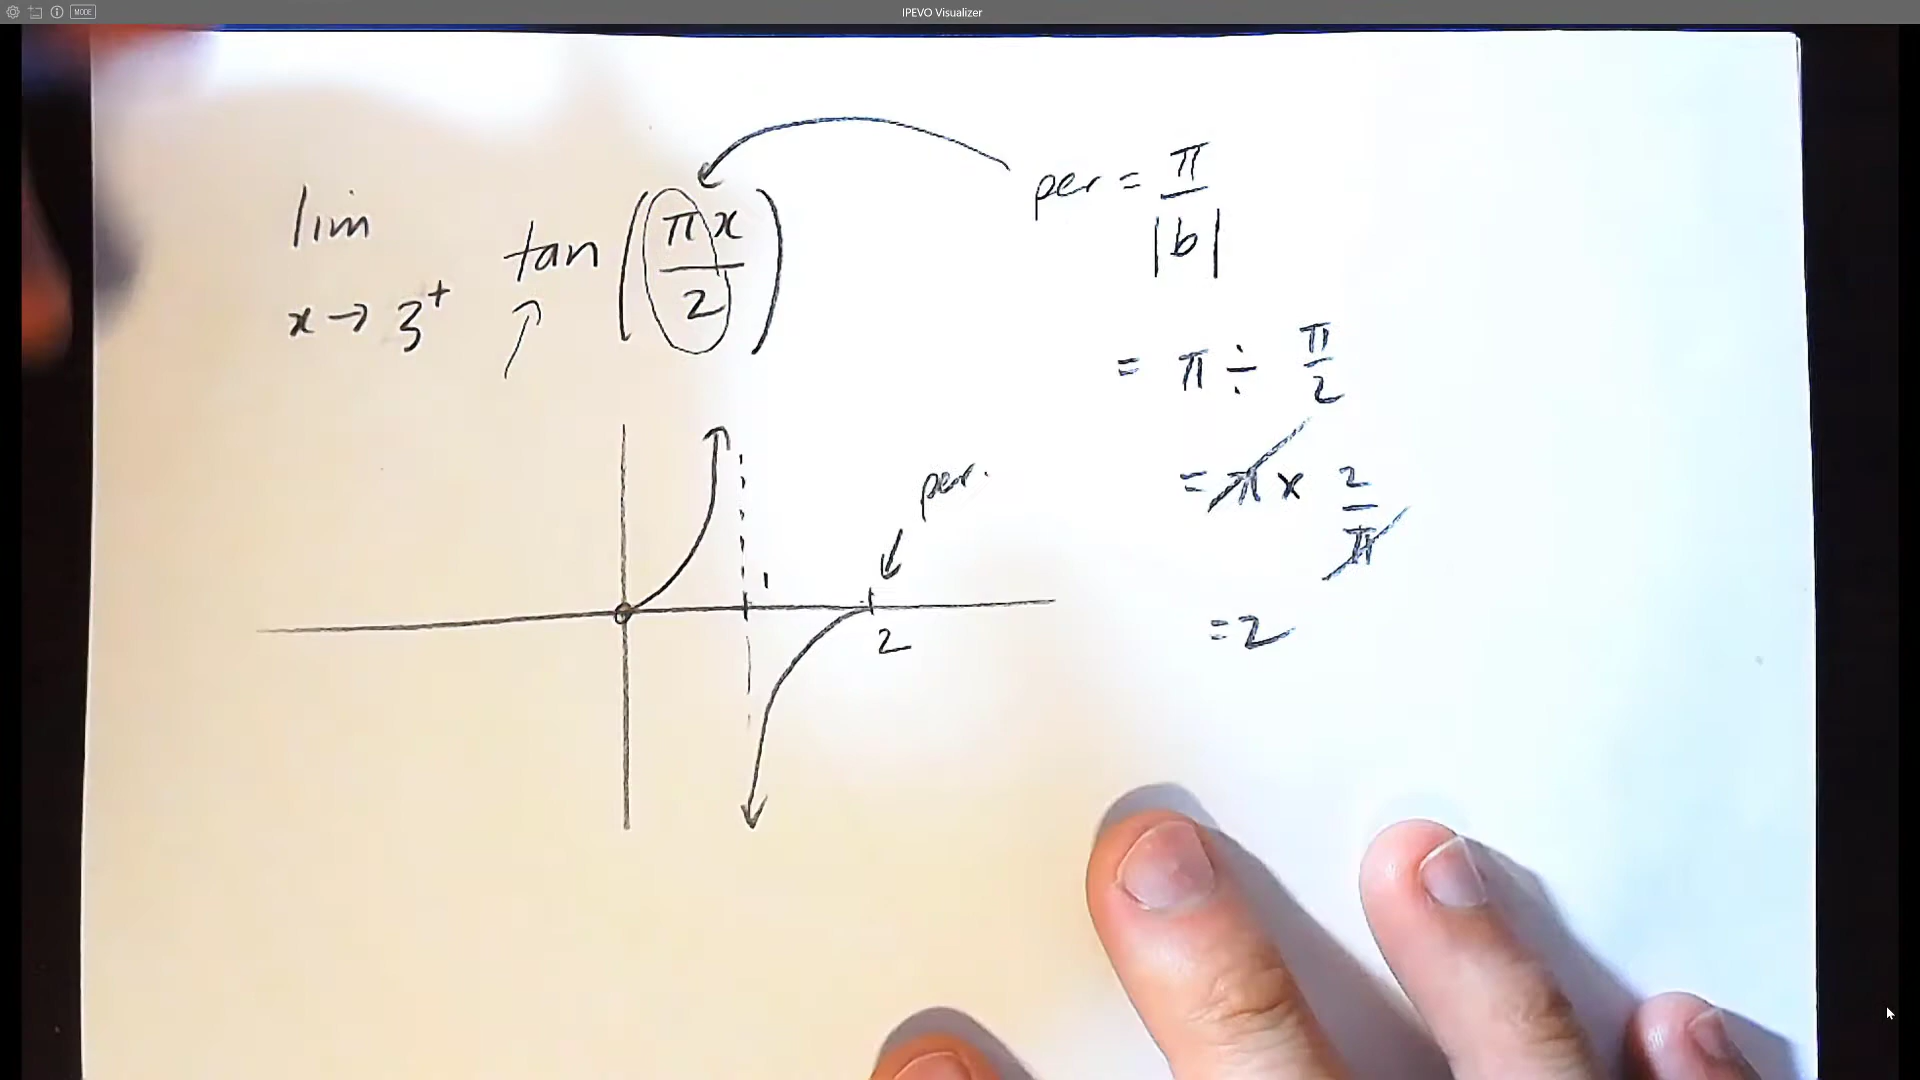 MODE
IPEVO Visualizer
lim
x → 3⁺ tan (πx/2)
per = π/|b|
= π ÷ π/2
= π × 2/π
= 2
per.
1
2